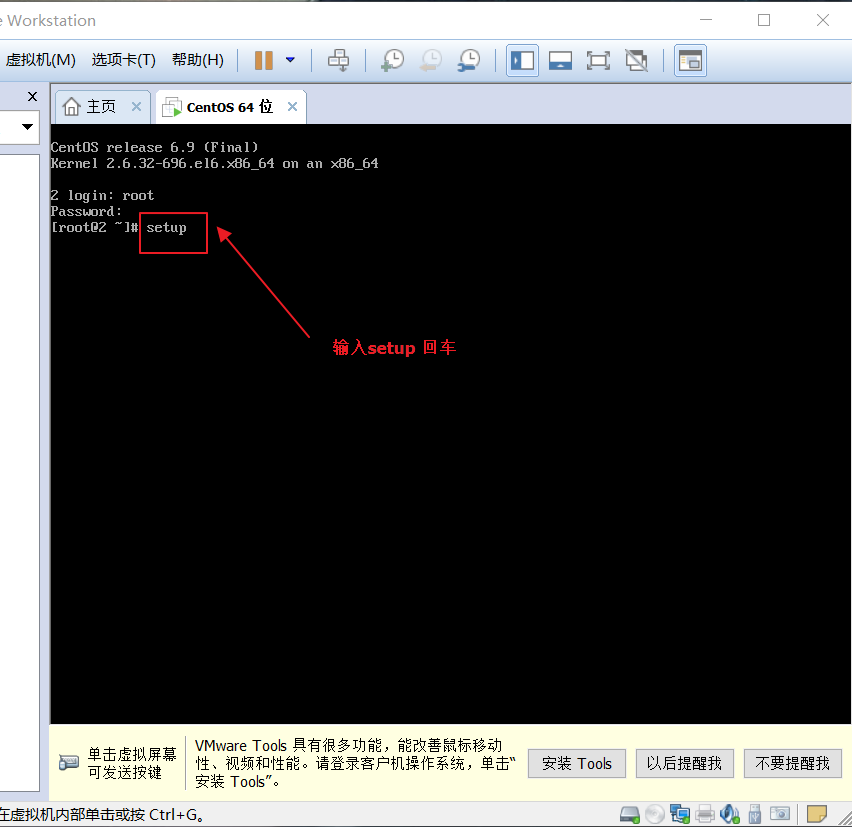 e Workstation
虚拟机(M) 选项卡(T) 帮助(H)
主页
CentOS 64 位
CentOS release 6.9 (Final)
Kernel 2.6.32-696.el6.x86_64 on an x86_64
2 login: root
Password:
[root@2 ~]# setup
输入setup 回车
单击虚拟屏幕
可发送按键
VMware Tools 具有很多功能，能改善鼠标移动
性、视频和性能。请登录客户机操作系统，单击“
安装 Tools”。
安装 Tools
以后提醒我
不要提醒我
在虚拟机内部单击或按 Ctrl+G。